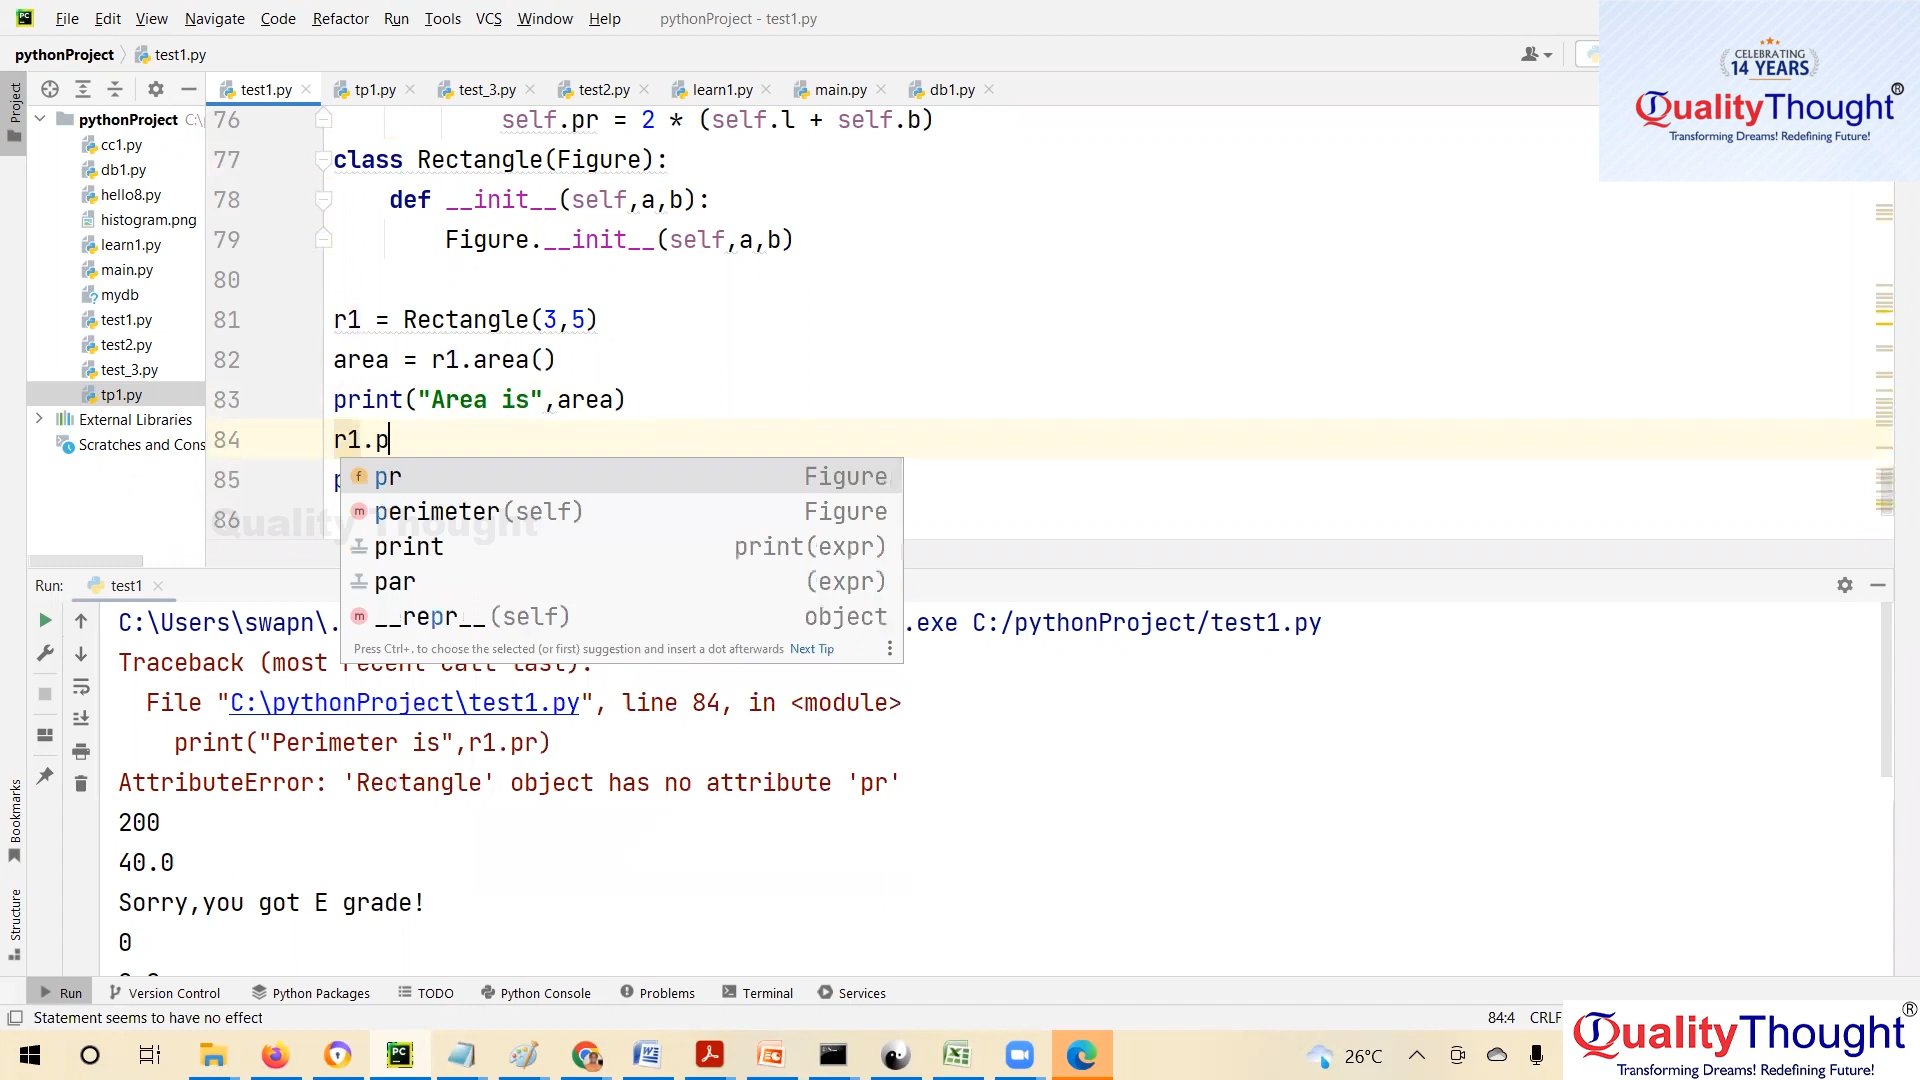 File Edit View Navigate Code Refactor Run Tools VCS Window Help pythonProject - test1.py
pythonProject test1.py
CELEBRATING
14 YEARS
QualityThought®
Transforming Dreams! Redefining Future!
Project
test1.py tp1.py test_3.py test2.py learn1.py main.py db1.py
pythonProject C:\
cc1.py
db1.py
hello8.py
histogram.png
learn1.py
main.py
mydb
test1.py
test2.py
test_3.py
tp1.py
External Libraries
Scratches and Cons
76 self.pr = 2 * (self.l + self.b)
77 class Rectangle(Figure):
78 def __init__(self,a,b):
79 Figure.__init__(self,a,b)
80
81 r1 = Rectangle(3,5)
82 area = r1.area()
83 print("Area is",area)
84 r1.p
85 p
86
Quality Thought
pr Figure
perimeter(self) Figure
print print(expr)
par (expr)
__repr__(self) object
Press Ctrl+. to choose the selected (or first) suggestion and insert a dot afterwards Next Tip
Run: test1
C:\Users\swapn\. .exe C:/pythonProject/test1.py
Traceback (most recent call last):
File "C:\pythonProject\test1.py", line 84, in <module>
print("Perimeter is",r1.pr)
AttributeError: 'Rectangle' object has no attribute 'pr'
200
40.0
Sorry,you got E grade!
0
Bookmarks
Structure
Run Version Control Python Packages TODO Python Console Problems Terminal Services
Statement seems to have no effect 84:4 CRLF
26°C
QualityThought®
Transforming Dreams! Redefining Future!